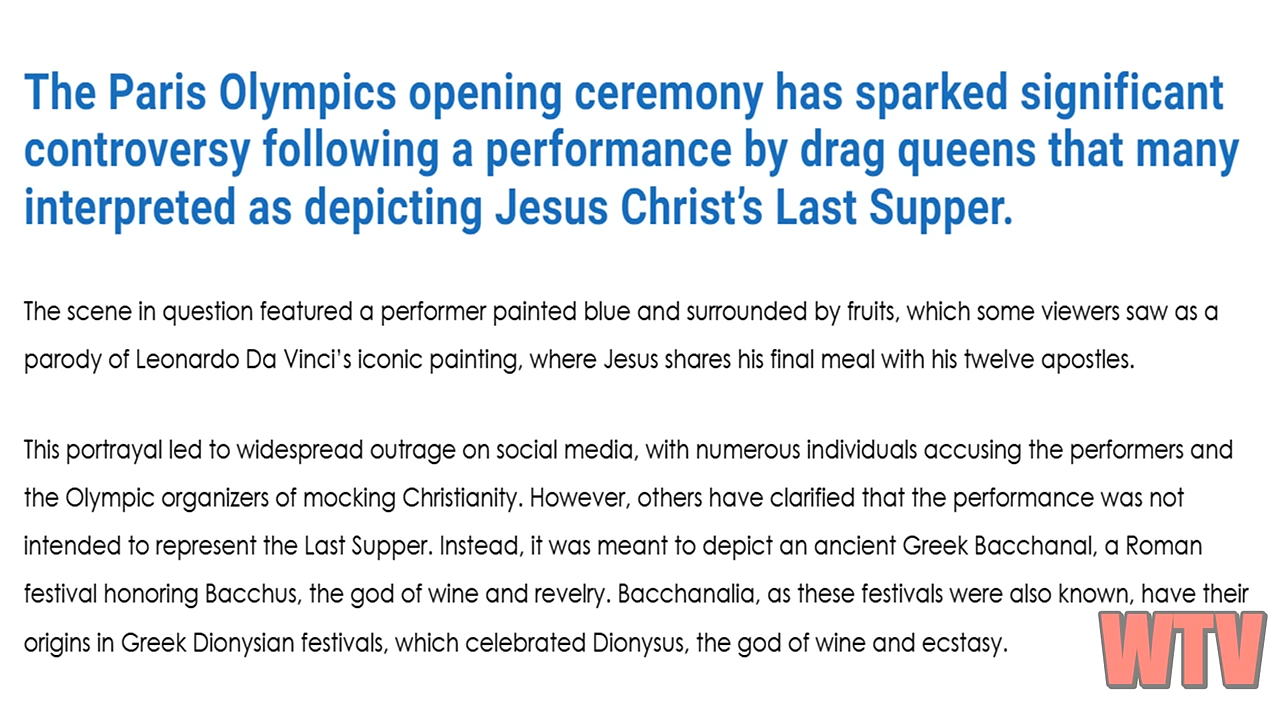 The Paris Olympics opening ceremony has sparked significant
controversy following a performance by drag queens that many
interpreted as depicting Jesus Christ’s Last Supper.
The scene in question featured a performer painted blue and surrounded by fruits, which some viewers saw as a
parody of Leonardo Da Vinci’s iconic painting, where Jesus shares his final meal with his twelve apostles.
This portrayal led to widespread outrage on social media, with numerous individuals accusing the performers and
the Olympic organizers of mocking Christianity. However, others have clarified that the performance was not
intended to represent the Last Supper. Instead, it was meant to depict an ancient Greek Bacchanal, a Roman
festival honoring Bacchus, the god of wine and revelry. Bacchanalia, as these festivals were also known, have their
origins in Greek Dionysian festivals, which celebrated Dionysus, the god of wine and ecstasy.
WTV